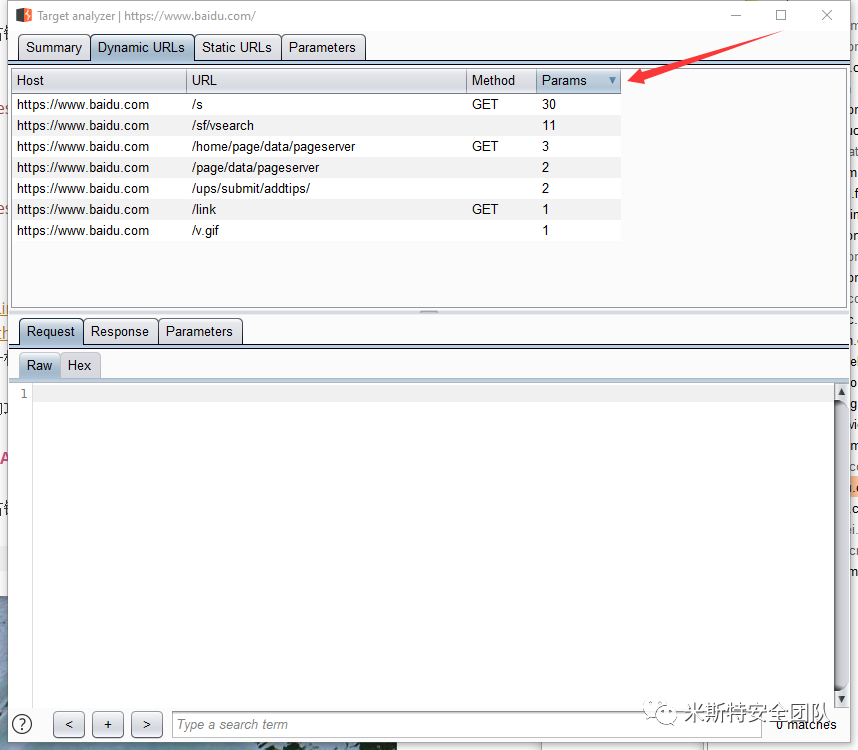 Target analyzer | https://www.baidu.com/
Summary Dynamic URLs Static URLs Parameters
Host URL Method Params
https://www.baidu.com /s GET 30
https://www.baidu.com /sf/vsearch 11
https://www.baidu.com /home/page/data/pageserver GET 3
https://www.baidu.com /page/data/pageserver 2
https://www.baidu.com /ups/submit/addtips/ 2
https://www.baidu.com /link GET 1
https://www.baidu.com /v.gif 1
Request Response Parameters
Raw Hex
1
? < + > Type a search term 0 matches
米斯特安全团队